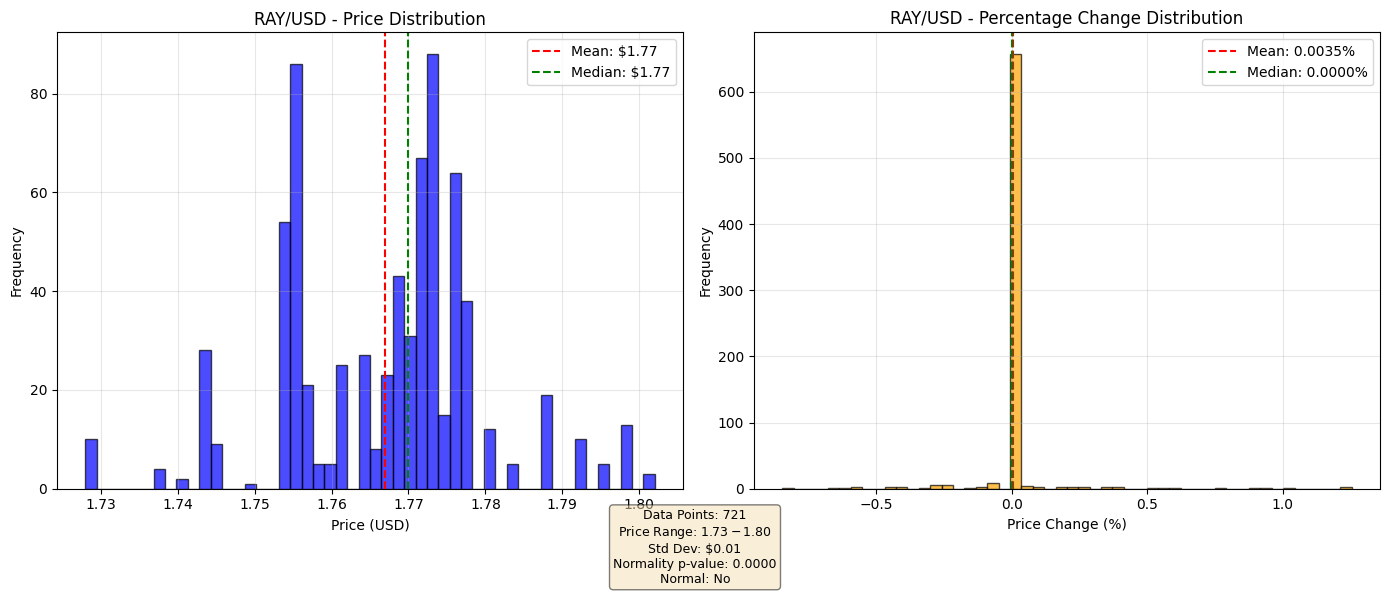 RAY/USD - Price Distribution
Mean: $1.77
Median: $1.77
Frequency
80
60
40
20
0
1.73
1.74
1.75
1.76
1.77
1.78
1.79
1.80
Price (USD)
RAY/USD - Percentage Change Distribution
Mean: 0.0035%
Median: 0.0000%
Frequency
600
500
400
300
200
100
0
−0.5
0.0
0.5
1.0
Price Change (%)
Data Points: 721
Price Range: 1.73 − 1.80
Std Dev: $0.01
Normality p-value: 0.0000
Normal: No